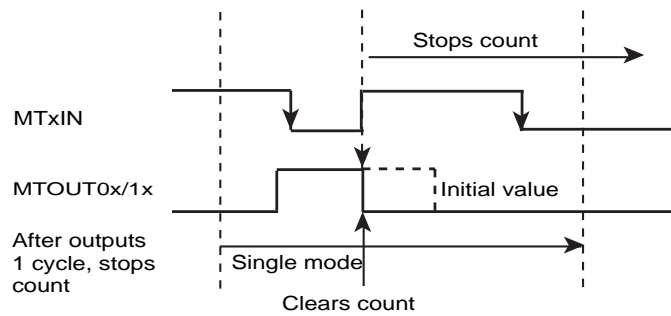 Stops count
MTxIN
MTOUT0x/1x
Initial value
After outputs
1 cycle, stops
count
Single mode
Clears count